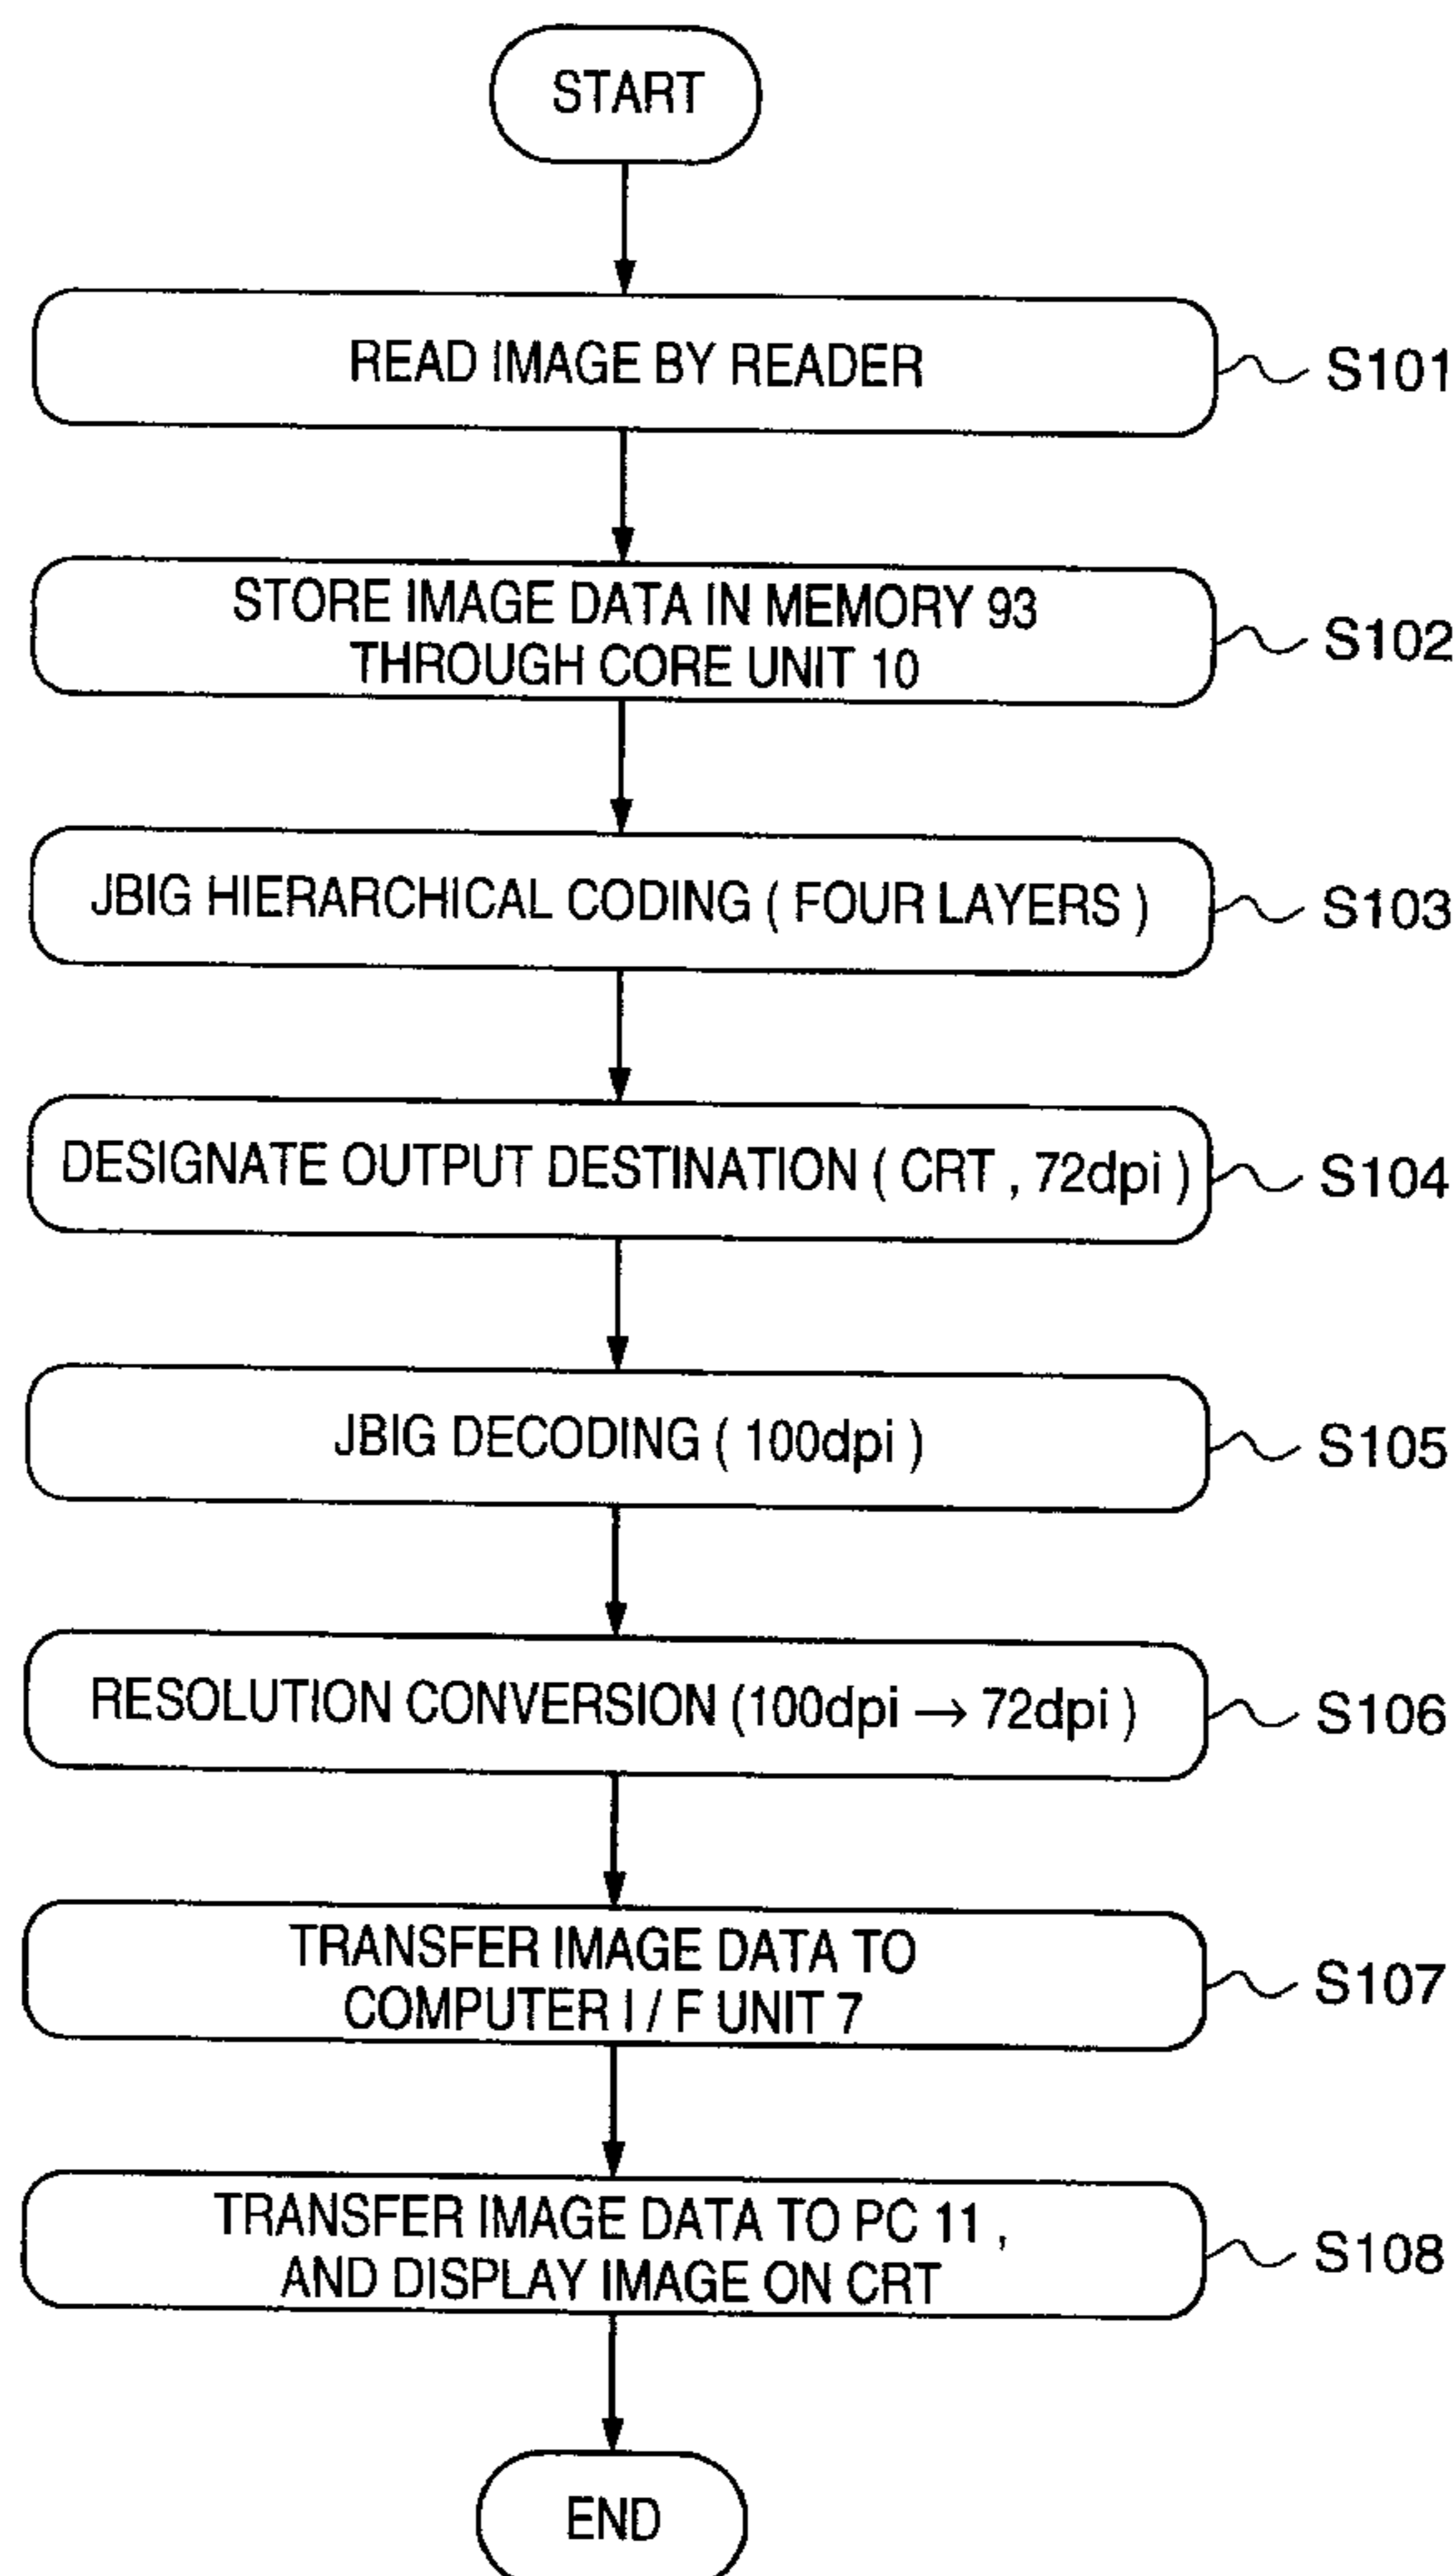 START
READ IMAGE BY READER
S101
STORE IMAGE DATA IN MEMORY 93
THROUGH CORE UNIT 10
S102
JBIG HIERARCHICAL CODING ( FOUR LAYERS )
S103
DESIGNATE OUTPUT DESTINATION ( CRT , 72dpi )
S104
JBIG DECODING ( 100dpi )
S105
RESOLUTION CONVERSION (100dpi → 72dpi )
S106
TRANSFER IMAGE DATA TO
COMPUTER I / F UNIT 7
S107
TRANSFER IMAGE DATA TO PC 11 ,
AND DISPLAY IMAGE ON CRT
S108
END